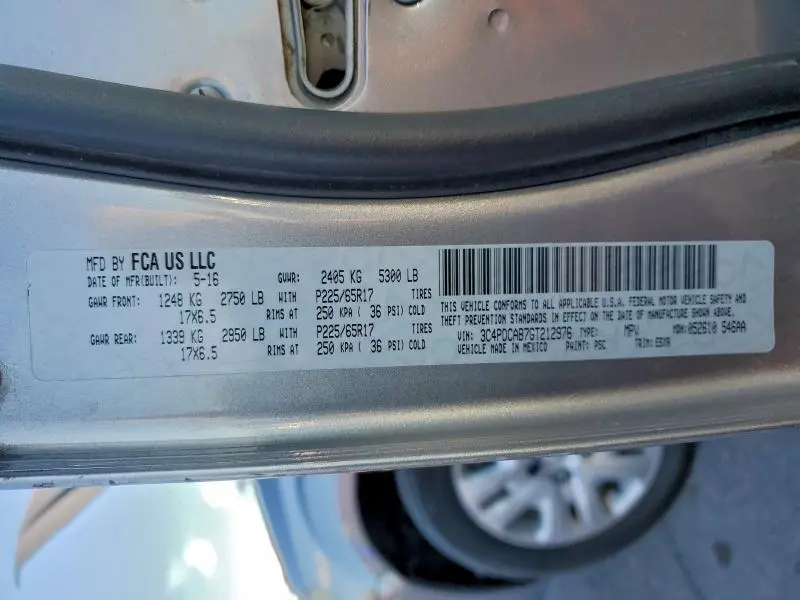 MFD BY FCA US LLC
DATE OF MFR(BUILT): 5-16 GVWR: 2405 KG 5300 LB
GAWR FRONT: 1248 KG 2750 LB WITH P225/65R17 TIRES
17X6.5 RIMS AT 250 KPA ( 36 PSI) COLD
GAWR REAR: 1339 KG 2950 LB WITH P225/65R17 TIRES
17X6.5 RIMS AT 250 KPA ( 36 PSI) COLD
THIS VEHICLE CONFORMS TO ALL APPLICABLE U.S.A. FEDERAL MOTOR VEHICLE SAFETY AND
THEFT PREVENTION STANDARDS IN EFFECT ON THE DATE OF MANUFACTURE SHOWN ABOVE.
VIN: 3C4PDCAB7GT212976 TYPE: MPV MDH: 052610 546AA
VEHICLE MADE IN MEXICO PAINT: PSC TRIM: